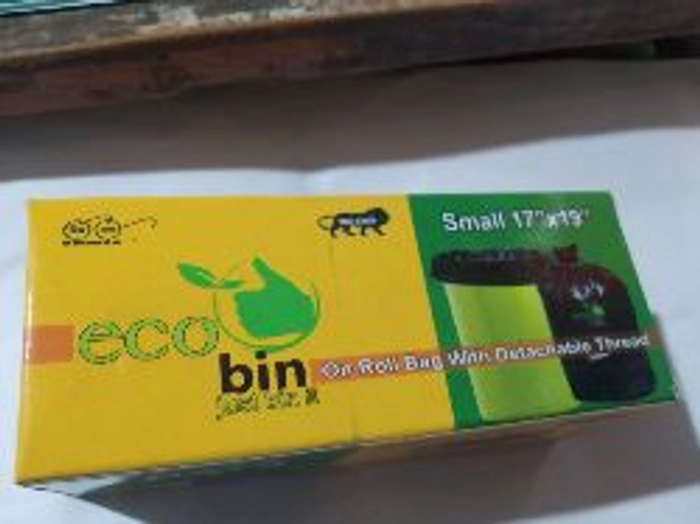 Small 17"x19"
eco
bin
On Roll Bag With Detachable Thread